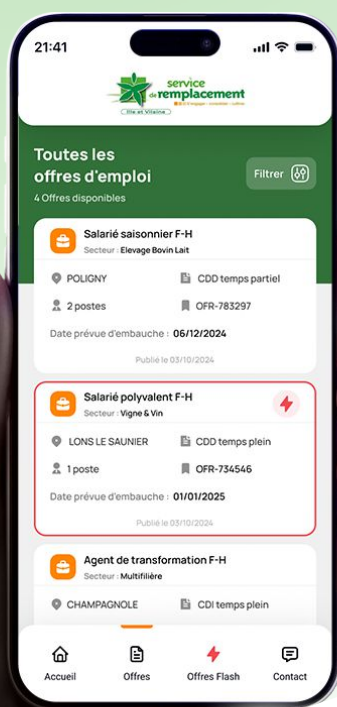 21:41
service
de remplacement
Ille et Vilaine
Toutes les
offres d'emploi
4 Offres disponibles
Filtrer
Salarié saisonnier F-H
Secteur : Elevage Bovin Lait
POLIGNY
CDD temps partiel
2 postes
OFR-783297
Date prévue d'embauche : 06/12/2024
Publié le 03/10/2024
Salarié polyvalent F-H
Secteur : Vigne & Vin
LONS LE SAUNIER
CDD temps plein
1 poste
OFR-734546
Date prévue d'embauche : 01/01/2025
Publié le 03/10/2024
Agent de transformation F-H
Secteur : Multifilière
CHAMPAGNOLE
CDI temps plein
Accueil
Offres
Offres Flash
Contact